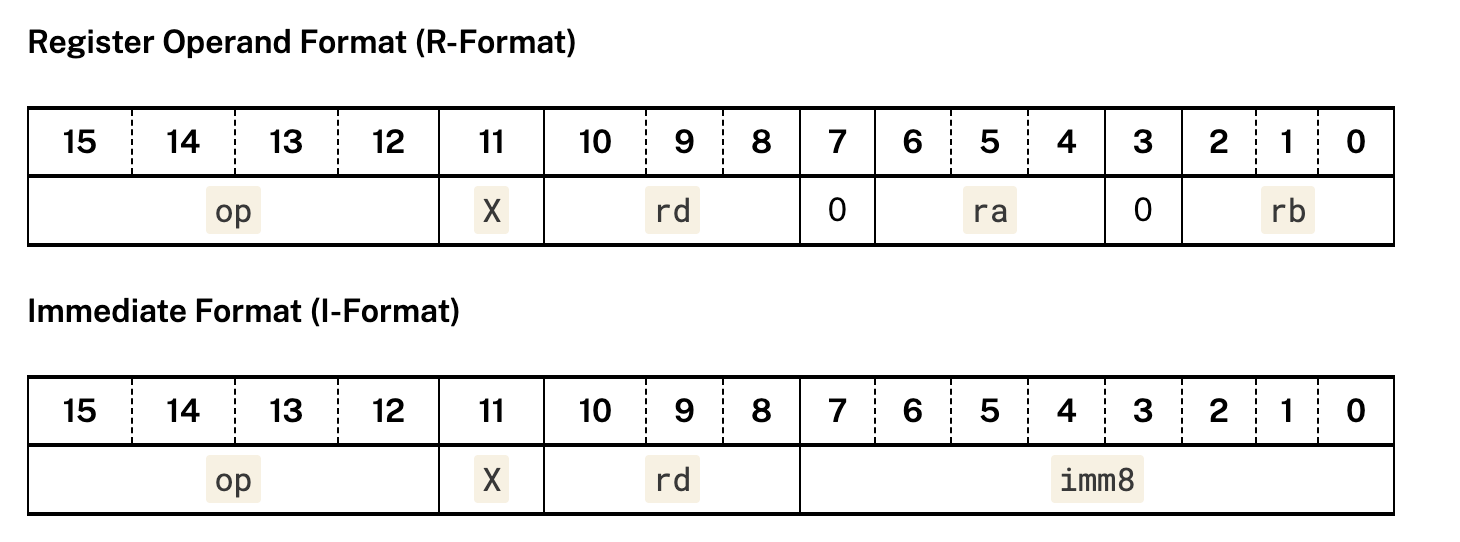 Register Operand Format (R-Format)
15 14 13 12 11 10 9 8 7 6 5 4 3 2 1 0
op X rd 0 ra 0 rb
Immediate Format (I-Format)
15 14 13 12 11 10 9 8 7 6 5 4 3 2 1 0
op X rd imm8